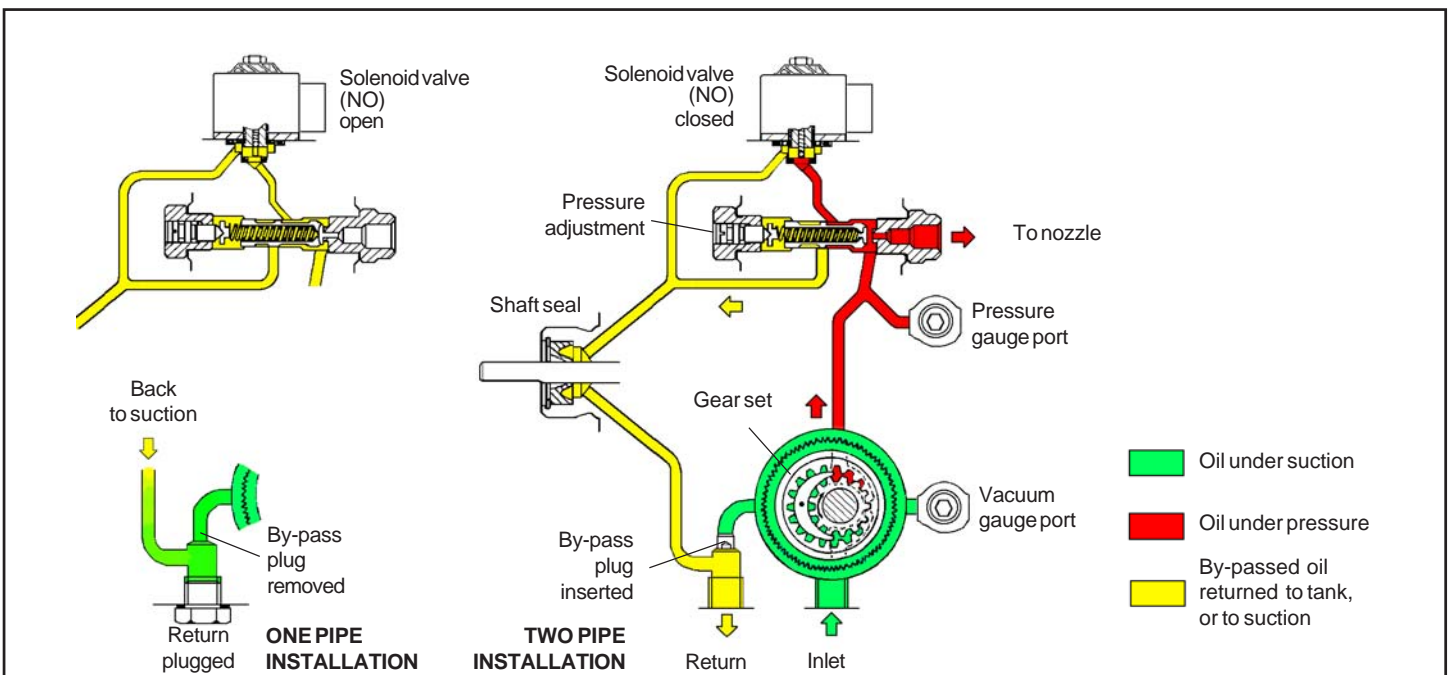 Solenoid valve
(NO)
open
Solenoid valve
(NO)
closed
Pressure
adjustment
To nozzle
Shaft seal
Pressure
gauge port
Back
to suction
Gear set
Oil under suction
Vacuum
gauge port
Oil under pressure
By-pass
plug
removed
By-pass
plug
inserted
By-passed oil
returned to tank,
or to suction
Return
plugged
ONE PIPE
INSTALLATION
TWO PIPE
INSTALLATION
Return
Inlet